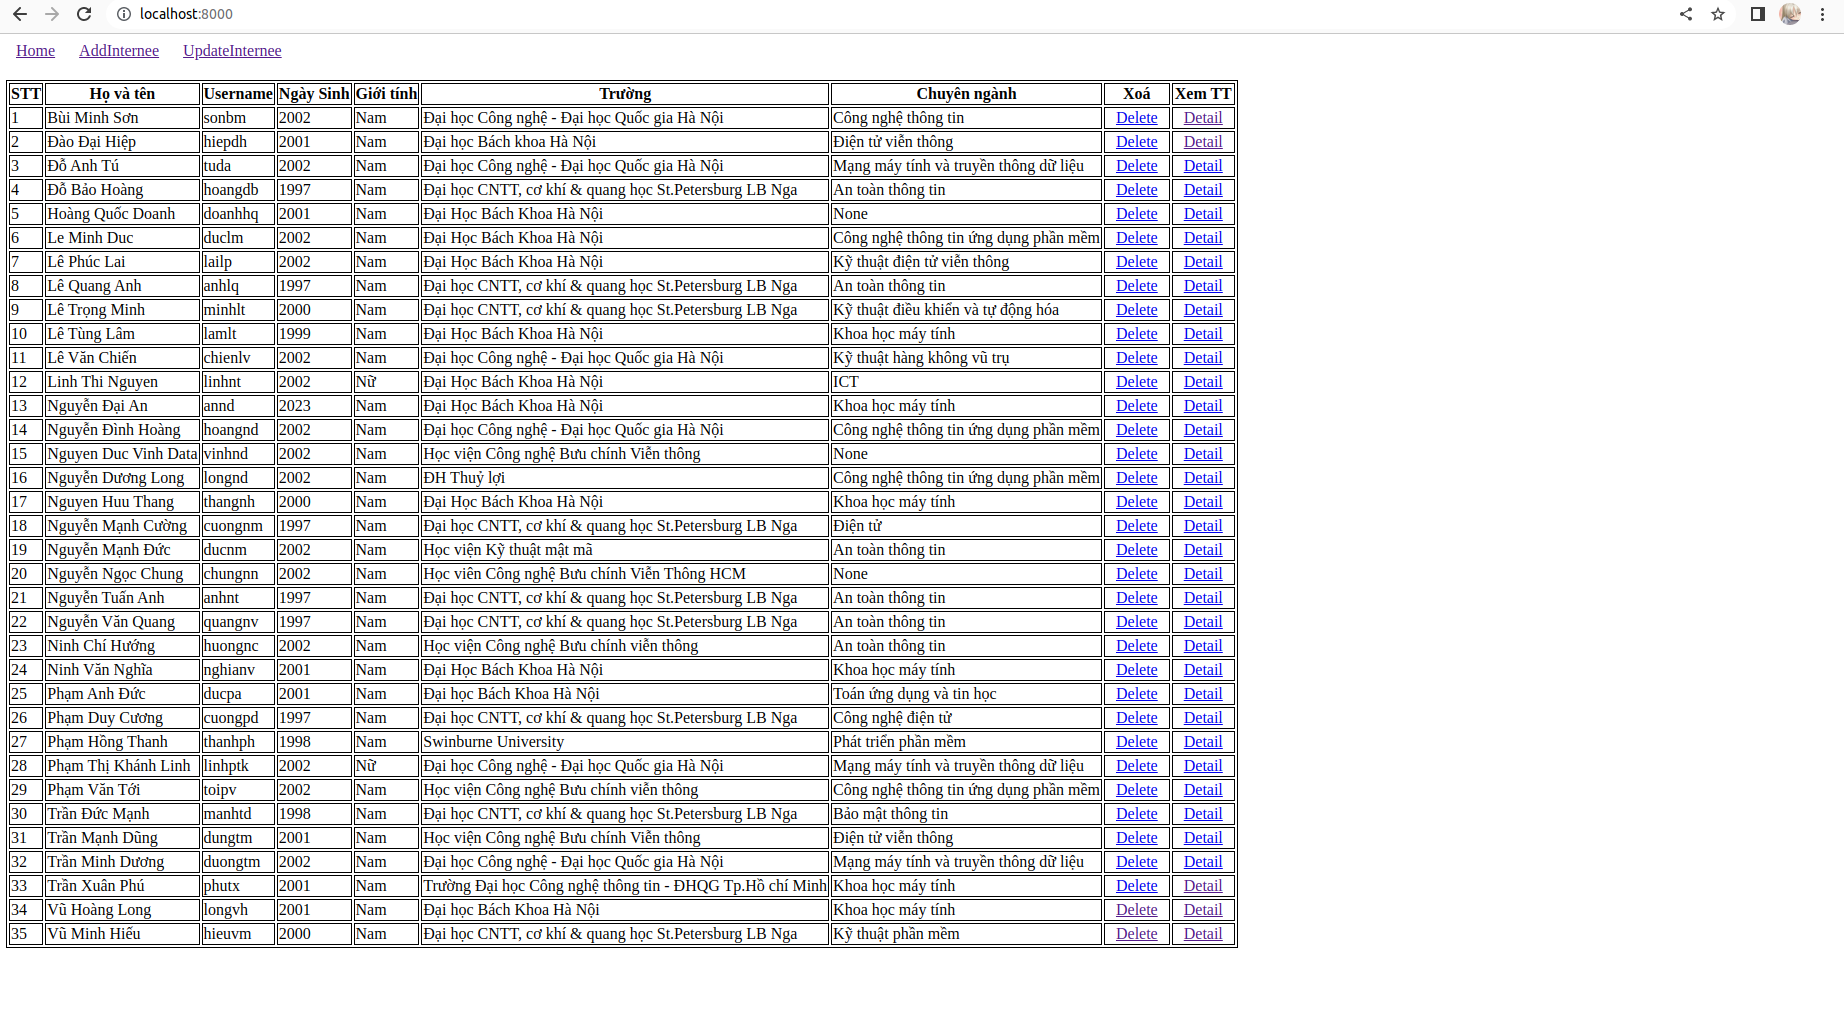 localhost:8000
Home AddInternee UpdateInternee
STT Họ và tên Username Ngày Sinh Giới tính Trường Chuyên ngành Xoá Xem TT
1 Bùi Minh Sơn sonbm 2002 Nam Đại học Công nghệ - Đại học Quốc gia Hà Nội Công nghệ thông tin Delete Detail
2 Đào Đại Hiệp hiepdh 2001 Nam Đại học Bách khoa Hà Nội Điện tử viễn thông Delete Detail
3 Đỗ Anh Tú tuda 2002 Nam Đại học Công nghệ - Đại học Quốc gia Hà Nội Mạng máy tính và truyền thông dữ liệu Delete Detail
4 Đỗ Bảo Hoàng hoangdb 1997 Nam Đại học CNTT, cơ khí & quang học St.Petersburg LB Nga An toàn thông tin Delete Detail
5 Hoàng Quốc Doanh doanhhq 2001 Nam Đại Học Bách Khoa Hà Nội None Delete Detail
6 Le Minh Duc duclm 2002 Nam Đại Học Bách Khoa Hà Nội Công nghệ thông tin ứng dụng phần mềm Delete Detail
7 Lê Phúc Lai lailp 2002 Nam Đại Học Bách Khoa Hà Nội Kỹ thuật điện tử viễn thông Delete Detail
8 Lê Quang Anh anhlq 1997 Nam Đại học CNTT, cơ khí & quang học St.Petersburg LB Nga An toàn thông tin Delete Detail
9 Lê Trọng Minh minhlt 2000 Nam Đại học CNTT, cơ khí & quang học St.Petersburg LB Nga Kỹ thuật điều khiển và tự động hóa Delete Detail
10 Lê Tùng Lâm lamlt 1999 Nam Đại Học Bách Khoa Hà Nội Khoa học máy tính Delete Detail
11 Lê Văn Chiến chienlv 2002 Nam Đại học Công nghệ - Đại học Quốc gia Hà Nội Kỹ thuật hàng không vũ trụ Delete Detail
12 Linh Thi Nguyen linhnt 2002 Nữ Đại Học Bách Khoa Hà Nội ICT Delete Detail
13 Nguyễn Đại An annd 2023 Nam Đại Học Bách Khoa Hà Nội Khoa học máy tính Delete Detail
14 Nguyễn Đình Hoàng hoangnd 2002 Nam Đại học Công nghệ - Đại học Quốc gia Hà Nội Công nghệ thông tin ứng dụng phần mềm Delete Detail
15 Nguyen Duc Vinh Data vinhnd 2002 Nam Học viện Công nghệ Bưu chính Viễn thông None Delete Detail
16 Nguyễn Dương Long longnd 2002 Nam ĐH Thuỷ lợi Công nghệ thông tin ứng dụng phần mềm Delete Detail
17 Nguyen Huu Thang thangnh 2000 Nam Đại Học Bách Khoa Hà Nội Khoa học máy tính Delete Detail
18 Nguyễn Mạnh Cường cuongnm 1997 Nam Đại học CNTT, cơ khí & quang học St.Petersburg LB Nga Điện tử Delete Detail
19 Nguyễn Mạnh Đức ducnm 2002 Nam Học viện Kỹ thuật mật mã An toàn thông tin Delete Detail
20 Nguyễn Ngọc Chung chungnn 2002 Nam Học viên Công nghệ Bưu chính Viễn Thông HCM None Delete Detail
21 Nguyễn Tuấn Anh anhnt 1997 Nam Đại học CNTT, cơ khí & quang học St.Petersburg LB Nga An toàn thông tin Delete Detail
22 Nguyễn Văn Quang quangnv 1997 Nam Đại học CNTT, cơ khí & quang học St.Petersburg LB Nga An toàn thông tin Delete Detail
23 Ninh Chí Hướng huongnc 2002 Nam Học viện Công nghệ Bưu chính viễn thông An toàn thông tin Delete Detail
24 Ninh Văn Nghĩa nghianv 2001 Nam Đại Học Bách Khoa Hà Nội Khoa học máy tính Delete Detail
25 Phạm Anh Đức ducpa 2001 Nam Đại học Bách Khoa Hà Nội Toán ứng dụng và tin học Delete Detail
26 Phạm Duy Cương cuongpd 1997 Nam Đại học CNTT, cơ khí & quang học St.Petersburg LB Nga Công nghệ điện tử Delete Detail
27 Phạm Hồng Thanh thanhph 1998 Nam Swinburne University Phát triển phần mềm Delete Detail
28 Phạm Thị Khánh Linh linhptk 2002 Nữ Đại học Công nghệ - Đại học Quốc gia Hà Nội Mạng máy tính và truyền thông dữ liệu Delete Detail
29 Phạm Văn Tới toipv 2002 Nam Học viện Công nghệ Bưu chính viễn thông Công nghệ thông tin ứng dụng phần mềm Delete Detail
30 Trần Đức Mạnh manhtd 1998 Nam Đại học CNTT, cơ khí & quang học St.Petersburg LB Nga Bảo mật thông tin Delete Detail
31 Trần Mạnh Dũng dungtm 2001 Nam Học viện Công nghệ Bưu chính Viễn thông Điện tử viễn thông Delete Detail
32 Trần Minh Dương duongtm 2002 Nam Đại học Công nghệ - Đại học Quốc gia Hà Nội Mạng máy tính và truyền thông dữ liệu Delete Detail
33 Trần Xuân Phú phutx 2001 Nam Trường Đại học Công nghệ thông tin - ĐHQG Tp.Hồ chí Minh Khoa học máy tính Delete Detail
34 Vũ Hoàng Long longvh 2001 Nam Đại học Bách Khoa Hà Nội Khoa học máy tính Delete Detail
35 Vũ Minh Hiếu hieuvm 2000 Nam Đại học CNTT, cơ khí & quang học St.Petersburg LB Nga Kỹ thuật phần mềm Delete Detail